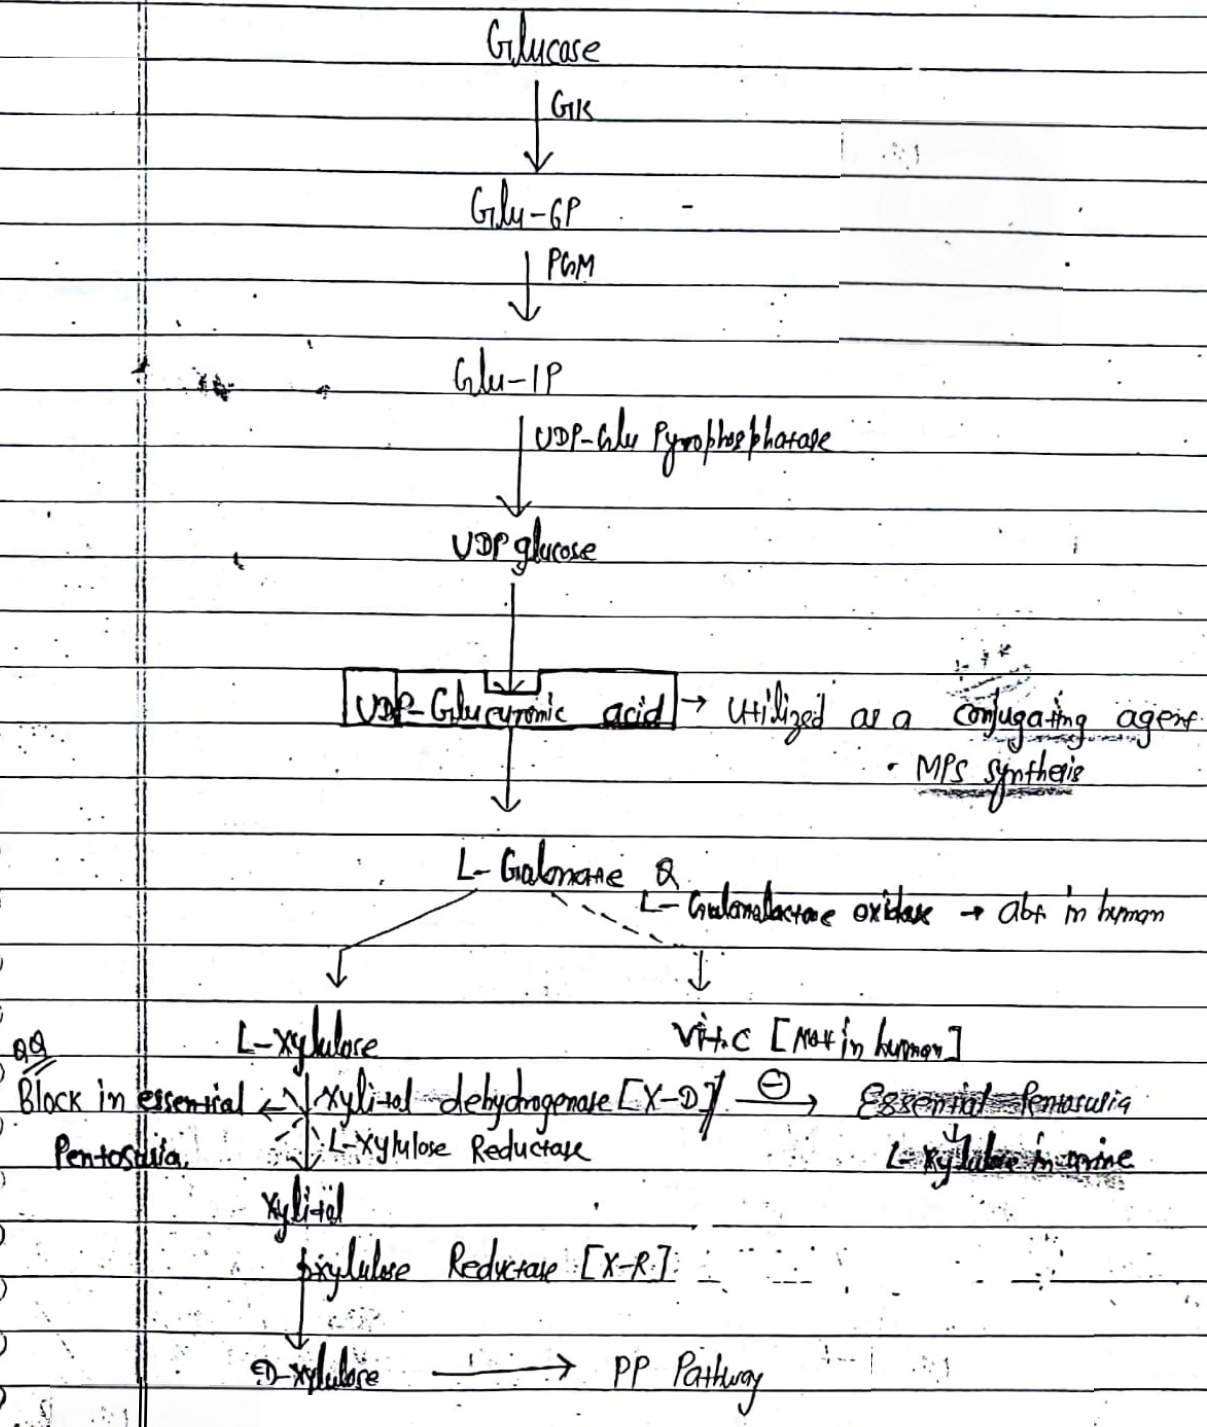 Glucose
GK
Glu-6P
PGM
Glu-1P
UDP-Glu Pyrophosphatase
UDP glucose
UDP-Glucuronic acid → Utilized as a conjugating agent
• MPS synthesis
L-Gulonate
L-Gulonolactone oxidase → abs in human
L-Xylulose
Vit.C [Not in human]
QQ
Block in essential
Pentosuria
Xylitol dehydrogenase [X-D] ⊖→ Essential Pentosuria
L-Xylulose Reductase
L-Xylulose in urine
Xylitol
Xylulose Reductase [X-R]
D-xylulose → PP Pathway